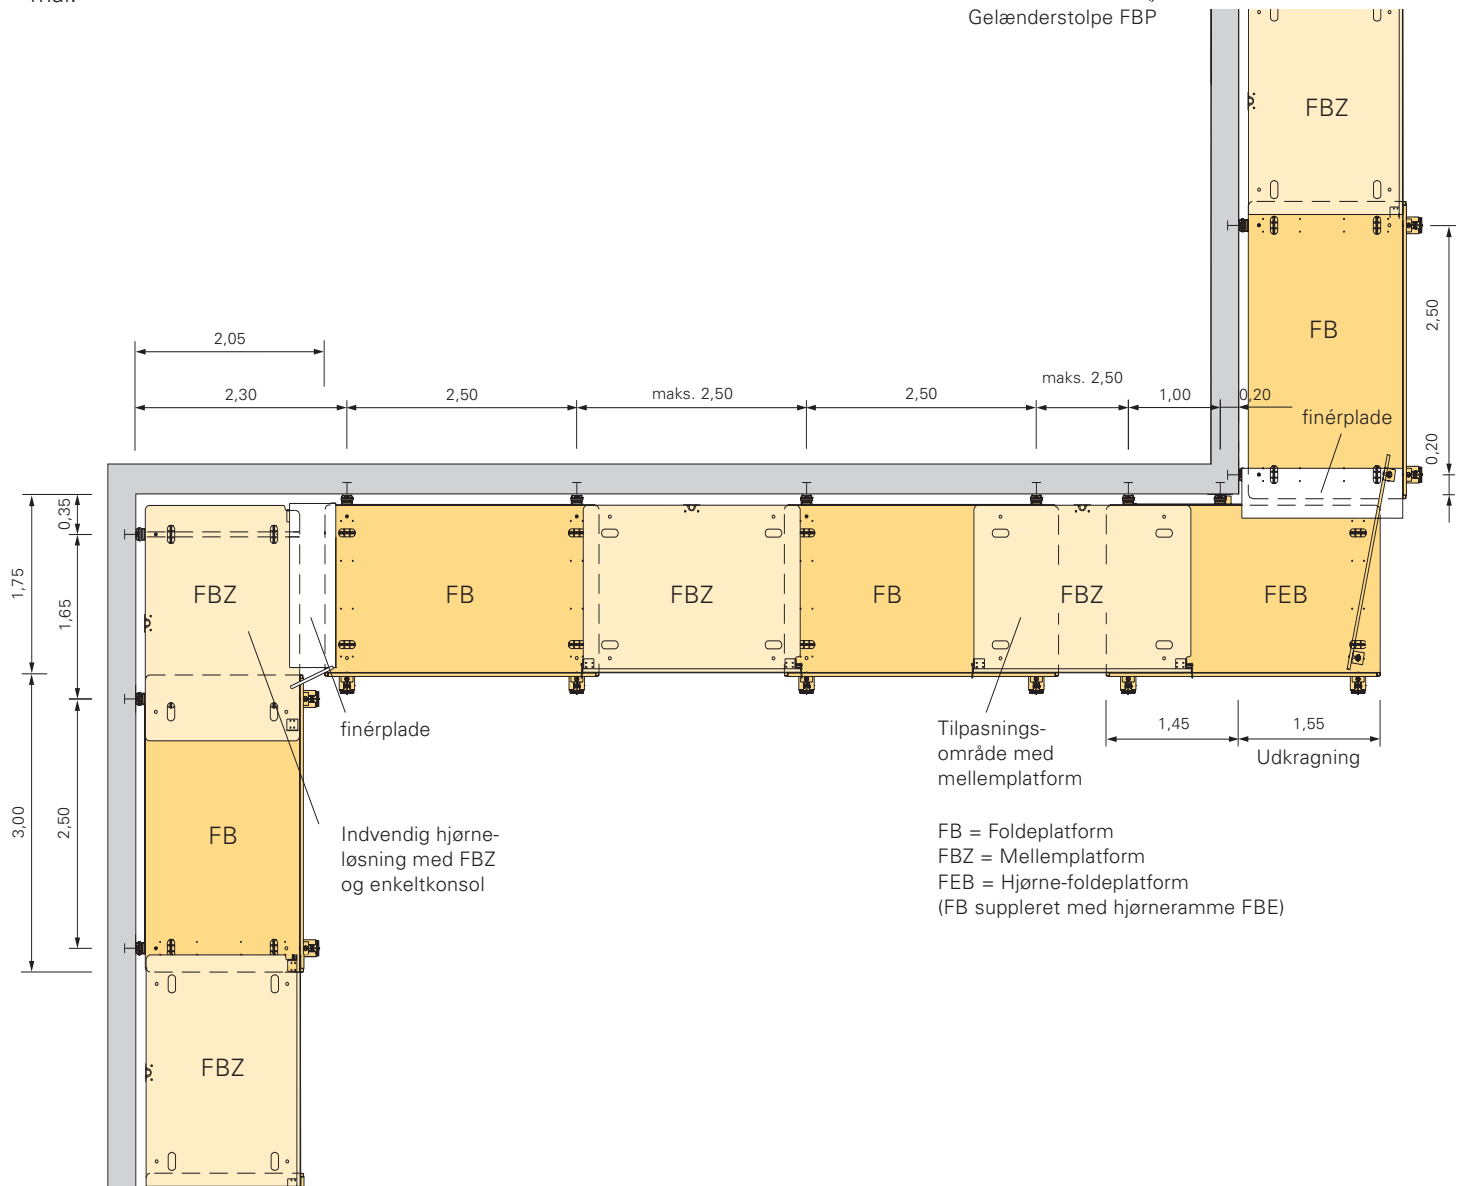 Gelænderstolpe FBP
FBZ
FB
2,50
0,20
2,05
2,30
2,50
maks. 2,50
2,50
maks. 2,50
1,00
0,20
finérplade
0,35
1,75
1,65
3,00
2,50
FBZ
FB
FBZ
FB
FBZ
FEB
finérplade
FB
FBZ
Indvendig hjørne-
løsning med FBZ
og enkeltkonsol
Tilpasnings-
område med
mellemplatform
1,45
1,55
Udkragning
FB = Foldeplatform
FBZ = Mellemplatform
FEB = Hjørne-foldeplatform
(FB suppleret med hjørneramme FBE)